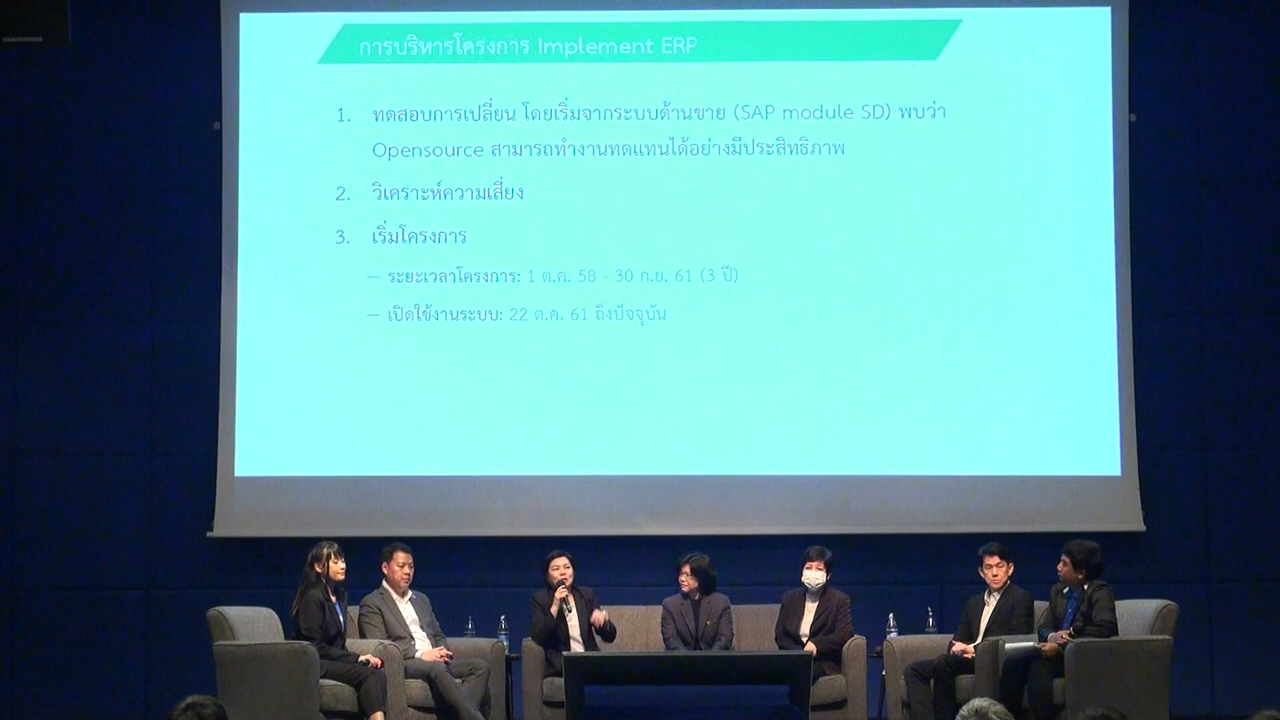 การบริหารโครงการ Implement ERP
1. ทดสอบการเปลี่ยน โดยเริ่มจากระบบด้านขาย (SAP module SD) พบว่า
Opensource สามารถทำงานทดแทนได้อย่างมีประสิทธิภาพ
2. วิเคราะห์ความเสี่ยง
3. เริ่มโครงการ
– ระยะเวลาโครงการ: 1 ต.ค. 58 - 30 ก.ย. 61 (3 ปี)
– เปิดใช้งานระบบ: 22 ต.ค. 61 ถึงปัจจุบัน